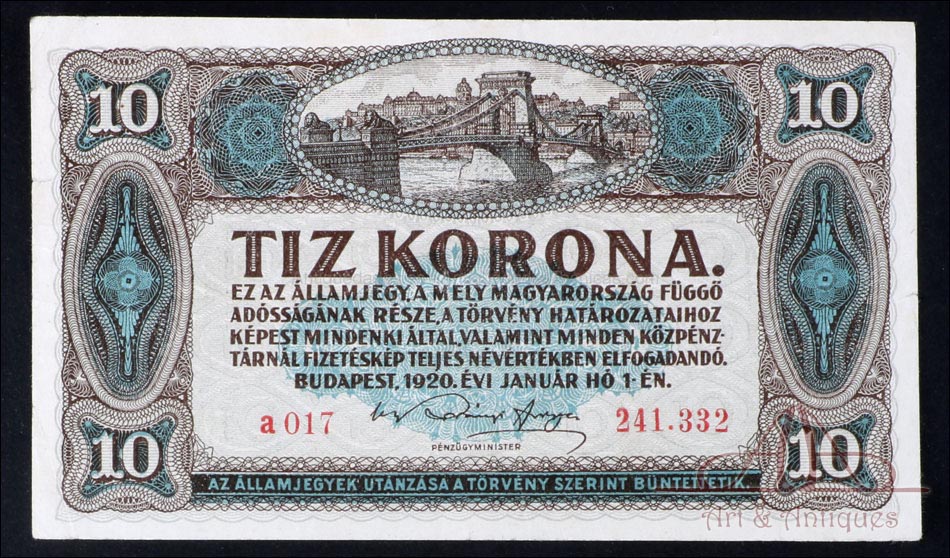 10 10
TIZ KORONA.
EZ AZ ÁLLAMJEGY, A MELY MAGYARORSZÁG FÜGGŐ
ADÓSSÁGÁNAK RÉSZE, A TÖRVÉNY HATÁROZATAIHOZ
KÉPEST MINDENKI ÁLTAL, VALAMINT MINDEN KÖZPÉNZ-
TÁRNÁL FIZETÉSKÉP TELJES NÉVÉRTÉKBEN ELFOGADANDÓ.
BUDAPEST, 1920. ÉVI JANUÁR HÓ 1-ÉN.
a 017 241.332
PÉNZÜGYMINISTER
10 10
AZ ÁLLAMJEGYEK UTÁNZÁSA A TÖRVÉNY SZERINT BÜNTETTETIK.
Art & Antiques